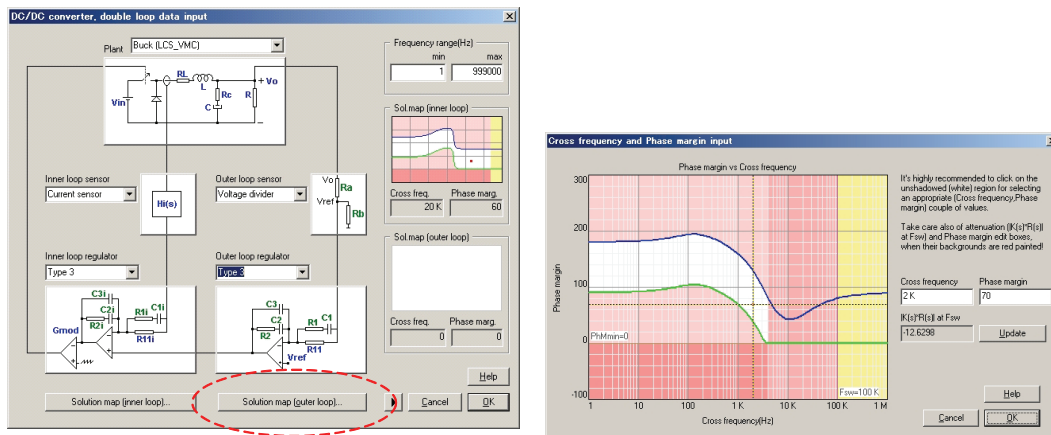 DC/DC converter, double loop data input
Plant
Buck (LCS_VMC)
RL
L
Rc
C
R
+ Vo
Vin
Frequency range(Hz)
min
max
1
999000
Sol.map (inner loop)
Cross freq.
Phase marg.
20 K
60
Inner loop sensor
Current sensor
Hi(s)
Outer loop sensor
Voltage divider
Vo
Ra
Vref
Rb
Sol.map (outer loop)
Cross freq.
Phase marg.
0
0
Inner loop regulator
Type 3
C3i
C2i
R2i
R1i
C1i
R11i
Gmod
Outer loop regulator
Type 3
C3
C2
R2
R1
C1
R11
Vref
Help
Solution map (inner loop)...
Solution map (outer loop)...
Cancel
OK
Cross frequency and Phase margin input
Phase margin vs Cross frequency
Phase margin
300
200
100
0
-100
PhMmin=0
Fsw=100 K
1
10
100
1 K
10 K
100 K
1 M
Cross frequency(Hz)
It's highly recommended to click on the
unshadowed (white) region for selecting
an appropriate (Cross frequency,Phase
margin) couple of values.
Take care also of attenuation (|K(s)*R(s)|
at Fsw) and Phase margin edit boxes,
when their backgrounds are red painted!
Cross frequency
Phase margin
2 K
70
|K(s)*R(s)| at Fsw
-12.6298
Update
Help
Cancel
OK